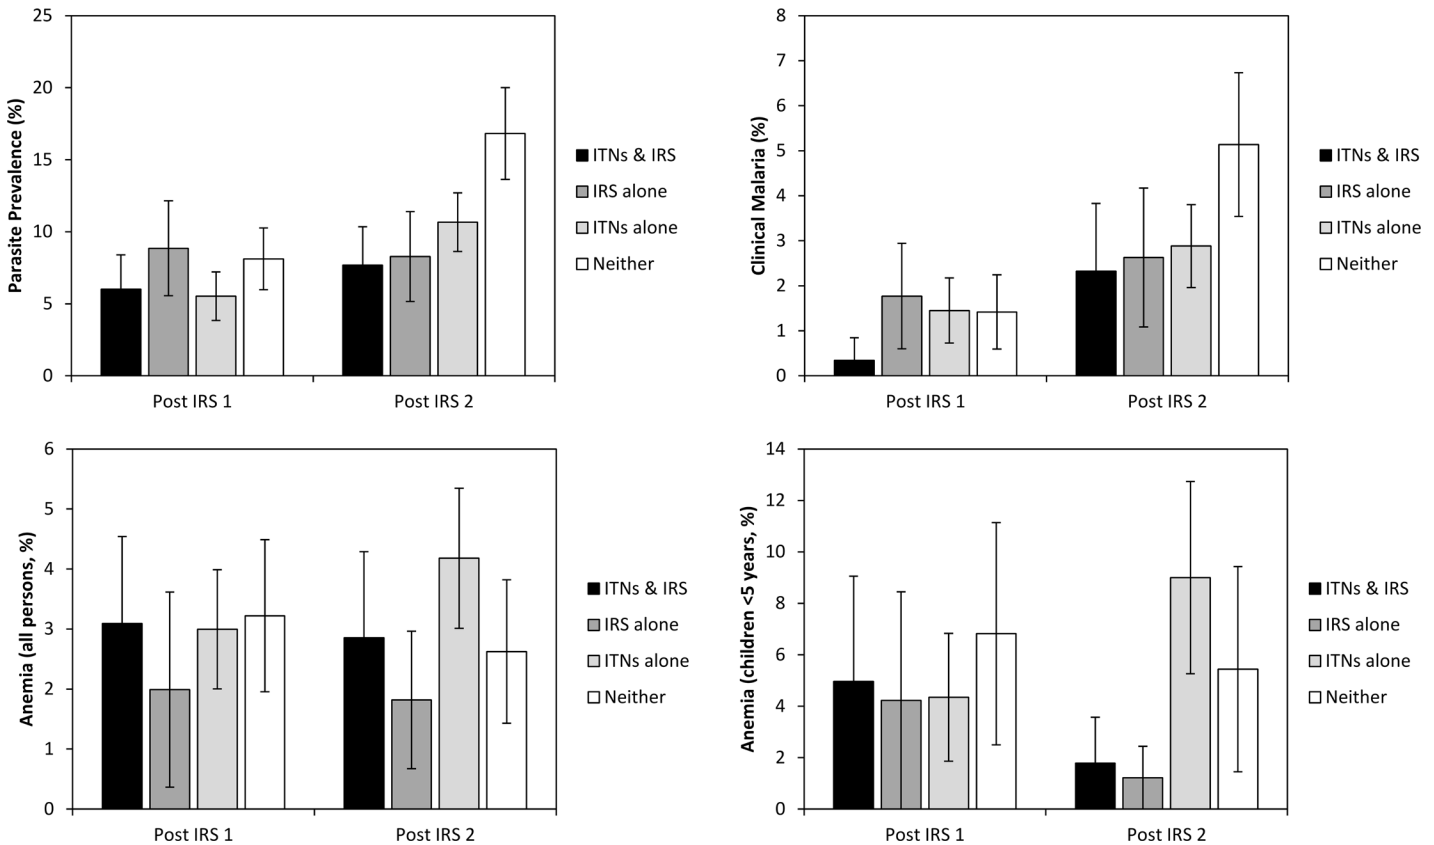 Parasite Prevalence (%)
25
20
15
10
5
0
Post IRS 1
Post IRS 2
ITNs & IRS
IRS alone
ITNs alone
Neither
Clinical Malaria (%)
8
7
6
5
4
3
2
1
0
Post IRS 1
Post IRS 2
ITNs & IRS
IRS alone
ITNs alone
Neither
Anemia (all persons, %)
6
5
4
3
2
1
0
Post IRS 1
Post IRS 2
ITNs & IRS
IRS alone
ITNs alone
Neither
Anemia (children <5 years, %)
14
12
10
8
6
4
2
0
Post IRS 1
Post IRS 2
ITNs & IRS
IRS alone
ITNs alone
Neither